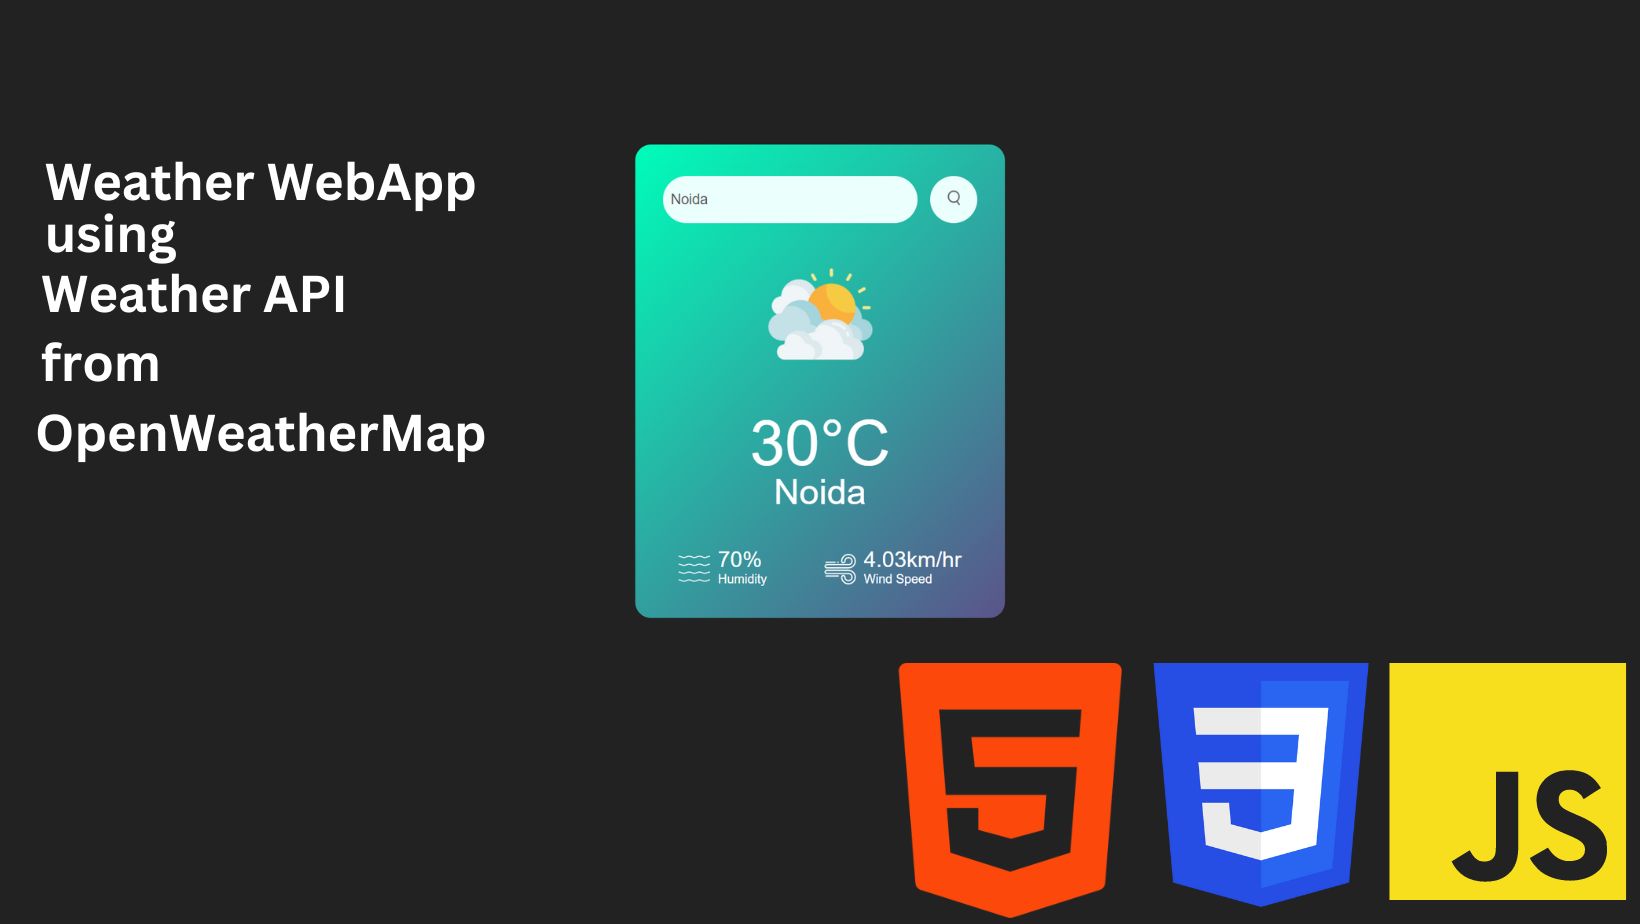 Weather WebApp
using
Weather API
from
OpenWeatherMap
Noida
30°C
Noida
70%
Humidity
4.03km/hr
Wind Speed
JS